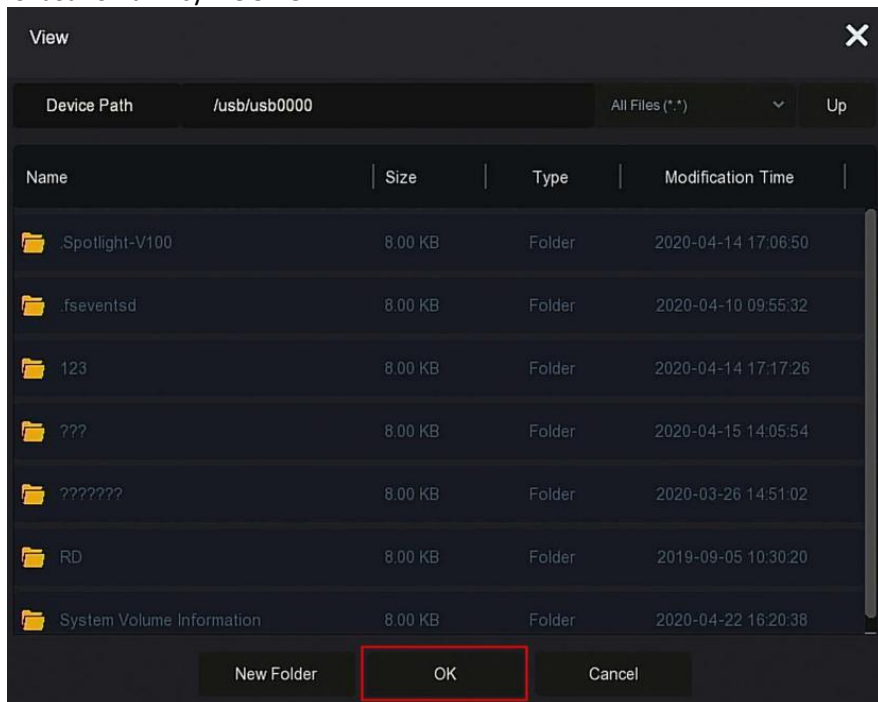 View
Device Path /usb/usb0000 All Files (*.*) Up
Name Size Type Modification Time
.Spotlight-V100 8.00 KB Folder 2020-04-14 17:06:50
.fseventsd 8.00 KB Folder 2020-04-10 09:55:32
123 8.00 KB Folder 2020-04-14 17:17:26
??? 8.00 KB Folder 2020-04-15 14:05:54
??????? 8.00 KB Folder 2020-03-26 14:51:02
RD 8.00 KB Folder 2019-09-05 10:30:20
System Volume Information 8.00 KB Folder 2020-04-22 16:20:38
New Folder OK Cancel